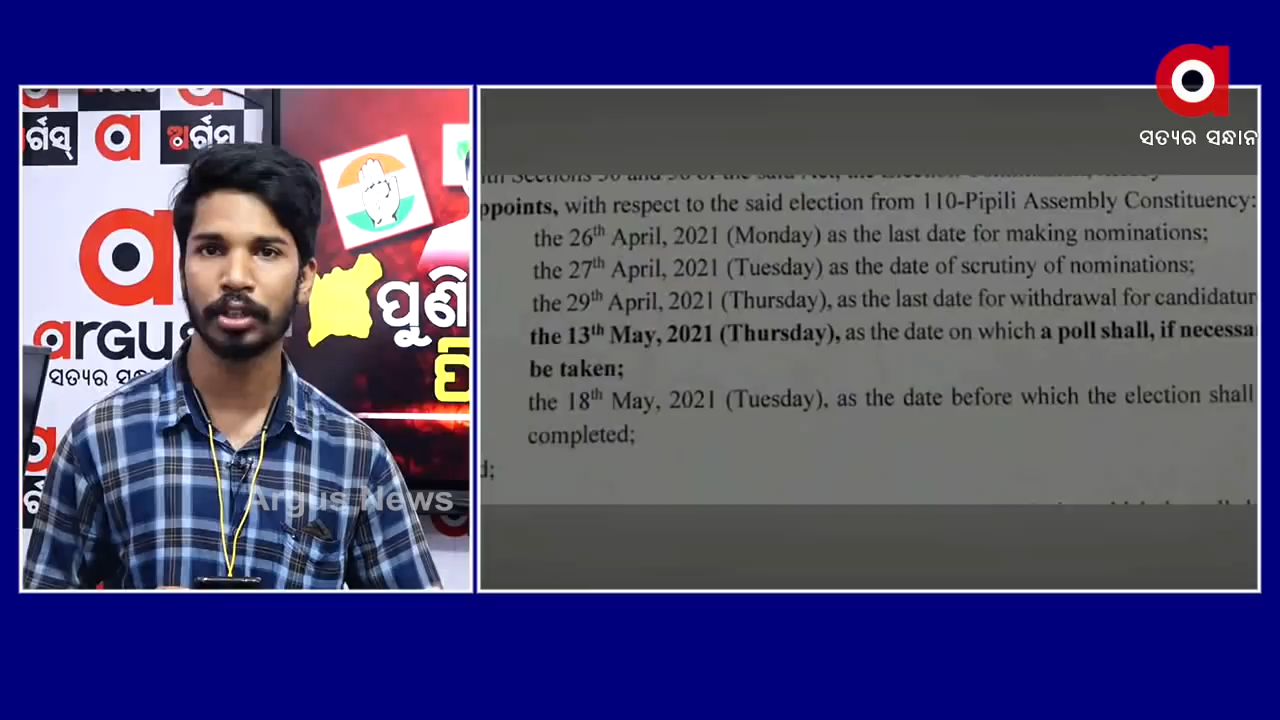 ସତ୍ୟର ସନ୍ଧାନ
ଅର୍ଗସ୍
ଅର୍ଗସ୍
argus
ସତ୍ୟର
ପୁଣି
Argus News
with respect to the said election from 110-Pipili Assembly Constituency:
the 26th April, 2021 (Monday) as the last date for making nominations;
the 27th April, 2021 (Tuesday) as the date of scrutiny of nominations;
the 29th April, 2021 (Thursday), as the last date for withdrawal for
the 13th May, 2021 (Thursday), as the date on which a poll shall, if
be taken;
the 18th May, 2021 (Tuesday), as the date before which the election shall
completed;